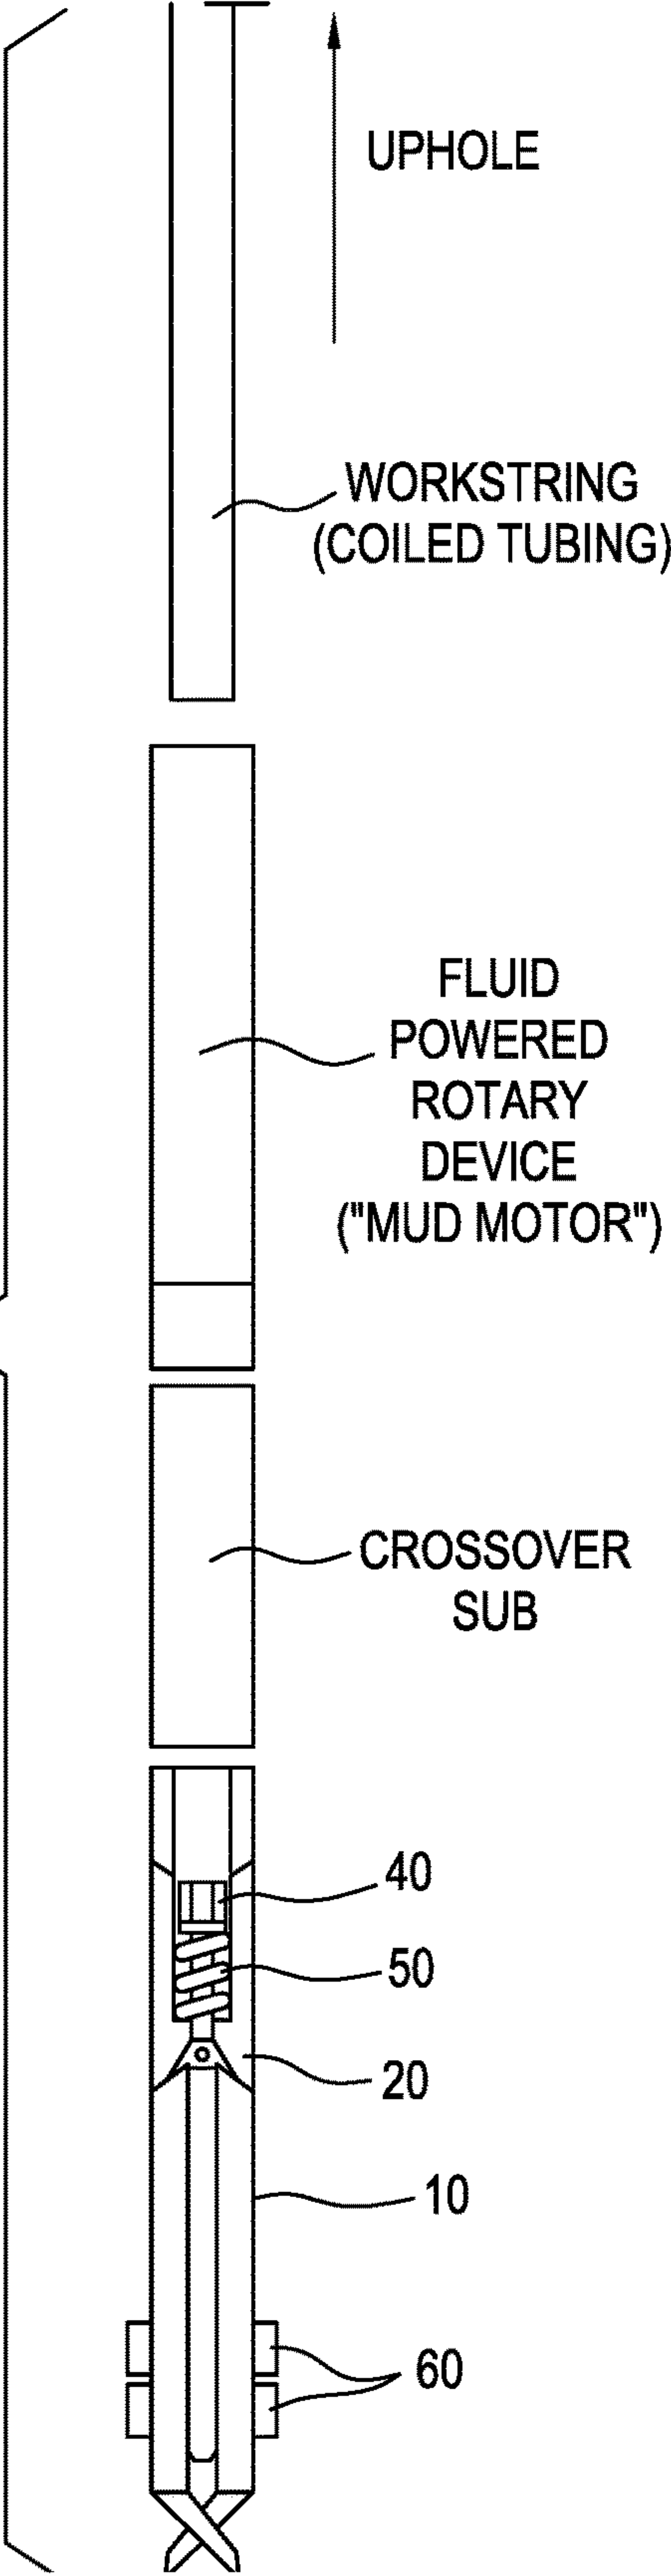 UPHOLE
WORKSTRING
(COILED TUBING)
FLUID
POWERED
ROTARY
DEVICE
("MUD MOTOR")
CROSSOVER
SUB
40
50
20
10
60